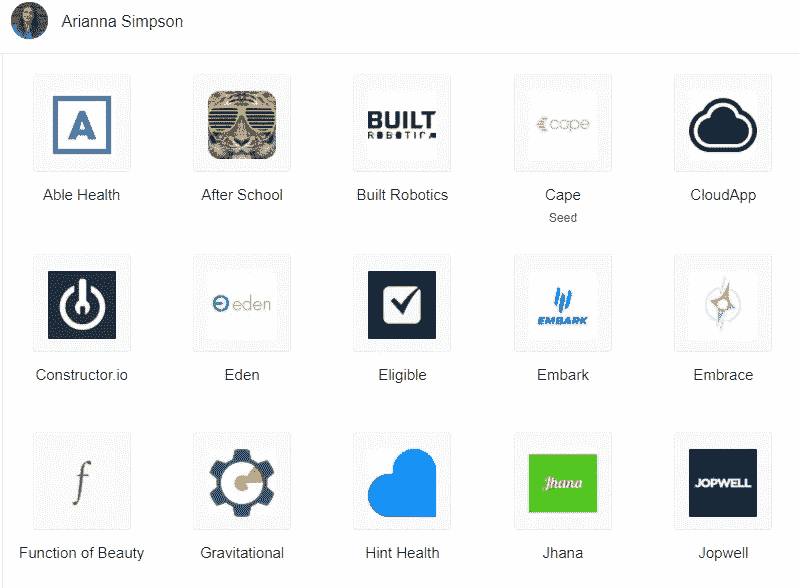 Arianna Simpson
A
BUILT
ROBOTICS
cape
Able Health
After School
Built Robotics
Cape
CloudApp
Seed
eden
EMBARK
Constructor.io
Eden
Eligible
Embark
Embrace
f
G
Jhana
JOPWELL
Function of Beauty
Gravitational
Hint Health
Jhana
Jopwell